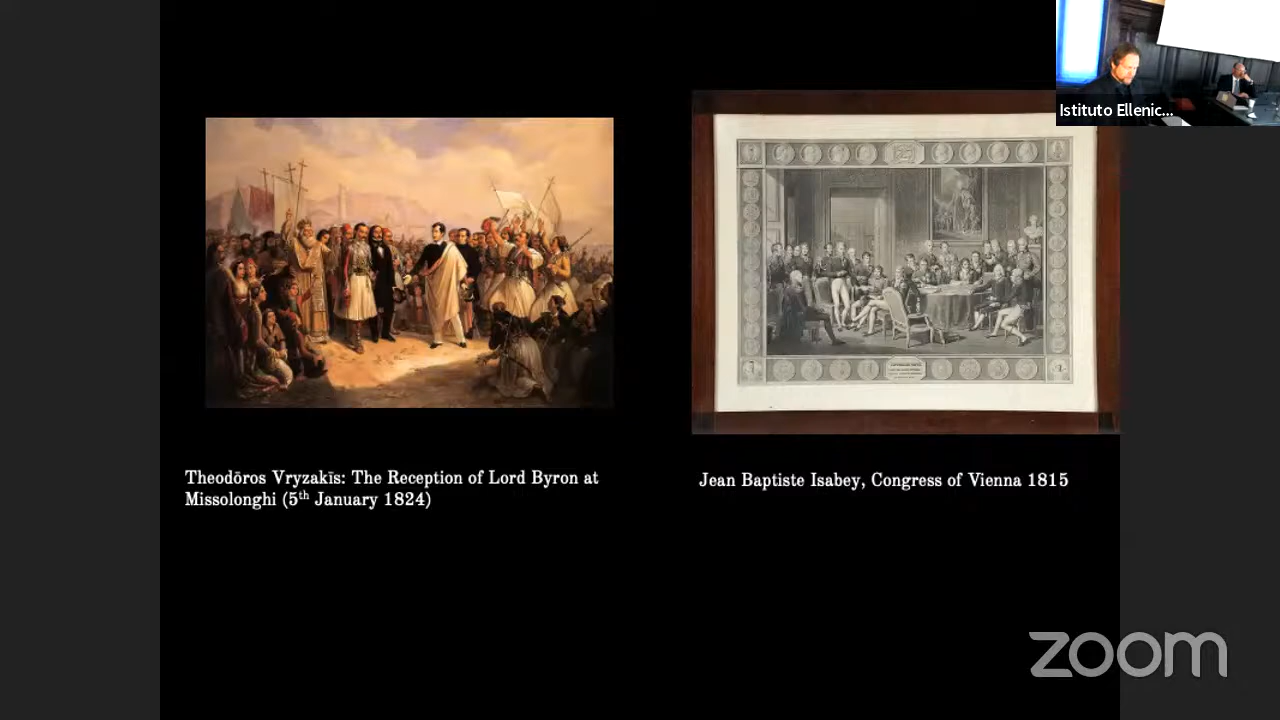 Istituto Ellenic...
Theodōros Vryzakīs: The Reception of Lord Byron at
Missolonghi (5th January 1824)
Jean Baptiste Isabey, Congress of Vienna 1815
zoom